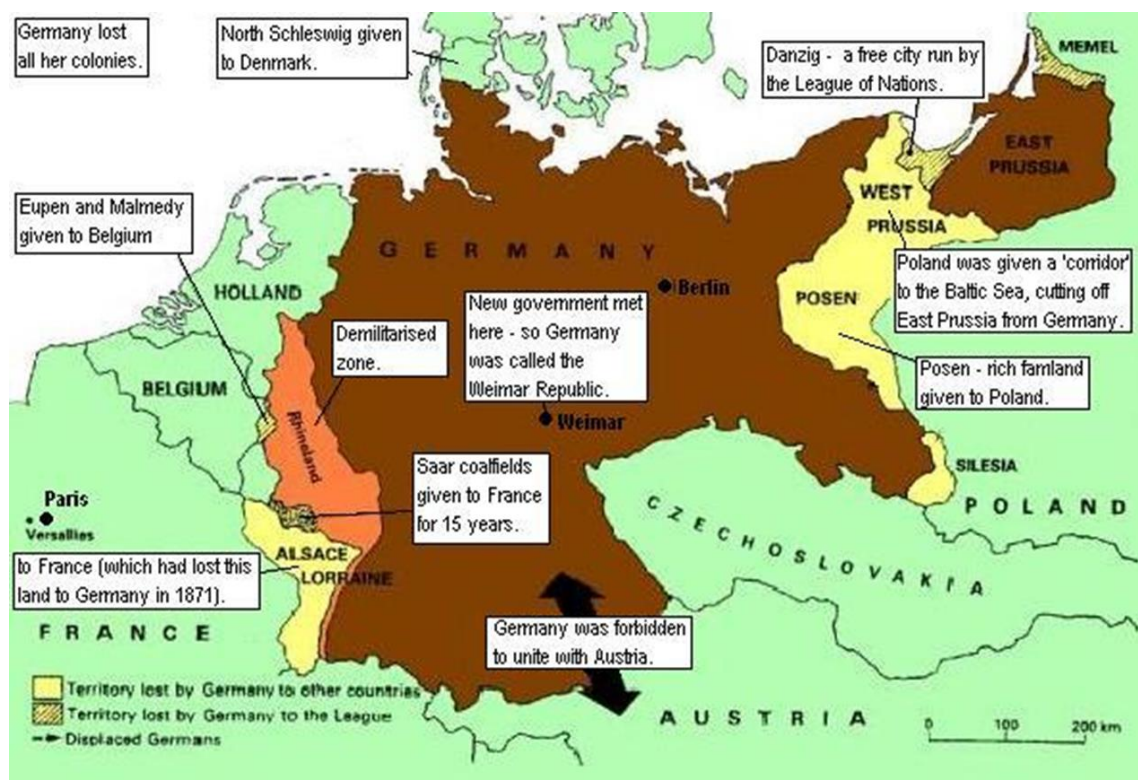 Germany lost
all her colonies.
North Schleswig given
to Denmark.
Danzig - a free city run by
the League of Nations.
MEMEL
EAST
PRUSSIA
Eupen and Malmedy
given to Belgium
WEST
PRUSSIA
GERMANY
Poland was given a 'corridor'
to the Baltic Sea, cutting off
East Prussia from Germany.
HOLLAND
Berlin
POSEN
New government met
here - so Germany
was called the
Weimar Republic.
Demilitarised
zone.
BELGIUM
Posen - rich famland
given to Poland.
Rhineland
Weimar
Saar coalfields
given to France
for 15 years.
SILESIA
POLAND
Paris
Versallies
CZECHOSLOVAKIA
ALSACE
LORRAINE
to France (which had lost this
land to Germany in 1871).
FRANCE
Germany was forbidden
to unite with Austria.
Territory lost by Germany to other countries
Territory lost by Germany to the League
Displaced Germans
AUSTRIA
0 100 200 km